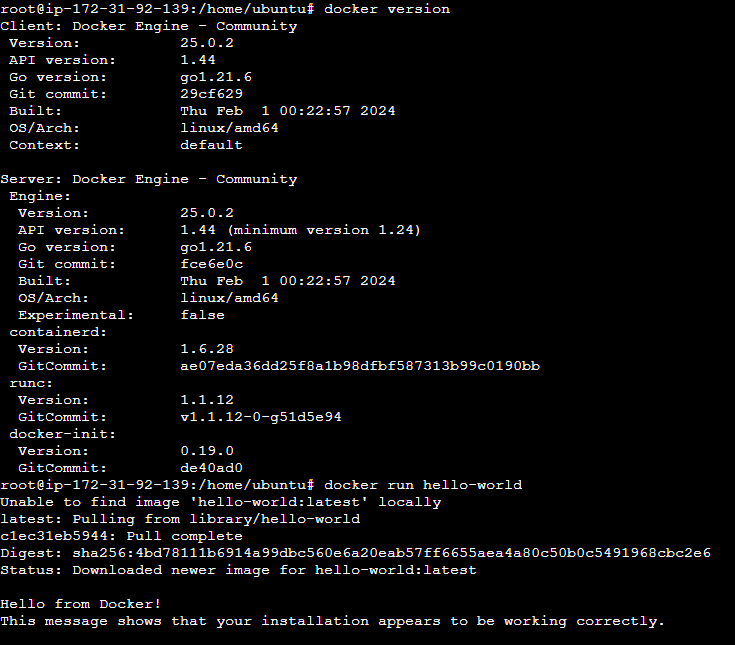 root@ip-172-31-92-139:/home/ubuntu# docker version
Client: Docker Engine - Community
 Version:           25.0.2
 API version:       1.44
 Go version:        go1.21.6
 Git commit:        29cf629
 Built:             Thu Feb  1 00:22:57 2024
 OS/Arch:           linux/amd64
 Context:           default

Server: Docker Engine - Community
 Engine:
  Version:          25.0.2
  API version:      1.44 (minimum version 1.24)
  Go version:       go1.21.6
  Git commit:       fce6e0c
  Built:            Thu Feb  1 00:22:57 2024
  OS/Arch:          linux/amd64
  Experimental:     false
 containerd:
  Version:          1.6.28
  GitCommit:        ae07eda36dd25f8a1b98dfbf587313b99c0190bb
 runc:
  Version:          1.1.12
  GitCommit:        v1.1.12-0-g51d5e94
 docker-init:
  Version:          0.19.0
  GitCommit:        de40ad0
root@ip-172-31-92-139:/home/ubuntu# docker run hello-world
Unable to find image 'hello-world:latest' locally
latest: Pulling from library/hello-world
c1ec31eb5944: Pull complete
Digest: sha256:4bd78111b6914a99dbc560e6a20eab57ff6655aea4a80c50b0c5491968cbc2e6
Status: Downloaded newer image for hello-world:latest

Hello from Docker!
This message shows that your installation appears to be working correctly.